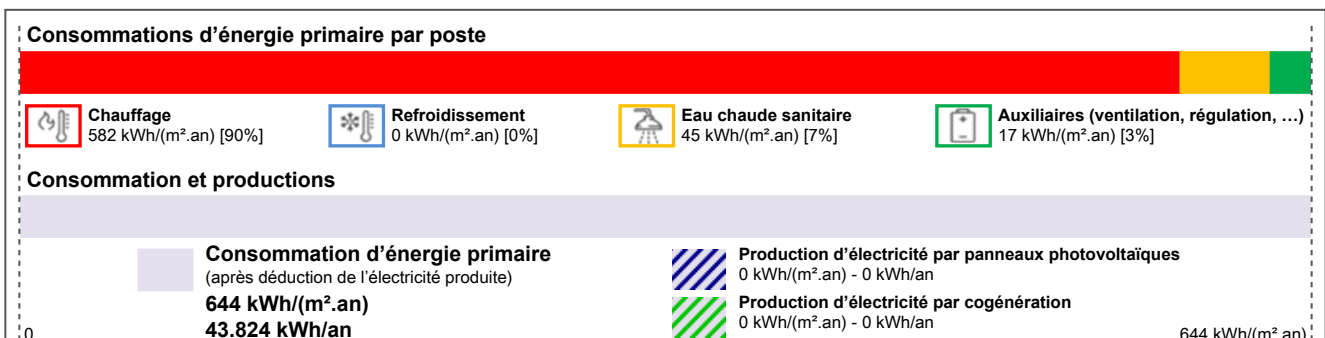 Consommations d'énergie primaire par poste
Chauffage
582 kWh/(m².an) [90%]
Refroidissement
0 kWh/(m².an) [0%]
Eau chaude sanitaire
45 kWh/(m².an) [7%]
Auxiliaires (ventilation, régulation, …)
17 kWh/(m².an) [3%]
Consommation et productions
Consommation d'énergie primaire
(après déduction de l'électricité produite)
644 kWh/(m².an)
43.824 kWh/an
Production d'électricité par panneaux photovoltaïques
0 kWh/(m².an) - 0 kWh/an
Production d'électricité par cogénération
0 kWh/(m².an) - 0 kWh/an
0
644 kWh/(m².an)